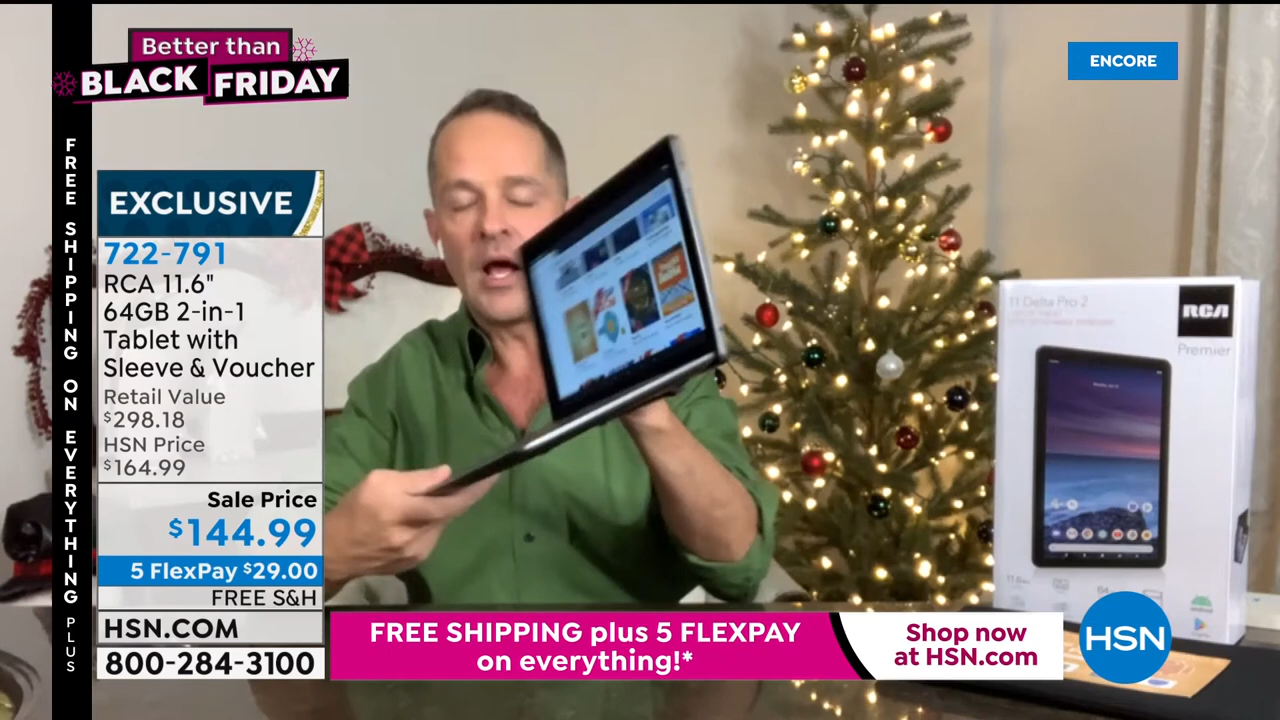 Better than
BLACK FRIDAY
ENCORE
FREE SHIPPING ON EVERYTHING PLUS
EXCLUSIVE
722-791
RCA 11.6"
64GB 2-in-1
Tablet with
Sleeve & Voucher
Retail Value
$298.18
HSN Price
$164.99
Sale Price
$144.99
5 FlexPay $29.00
FREE S&H
HSN.COM
800-284-3100
FREE SHIPPING plus 5 FLEXPAY
on everything!*
Shop now
at HSN.com
HSN
11 Delta Pro 2
RCA
Premier
android